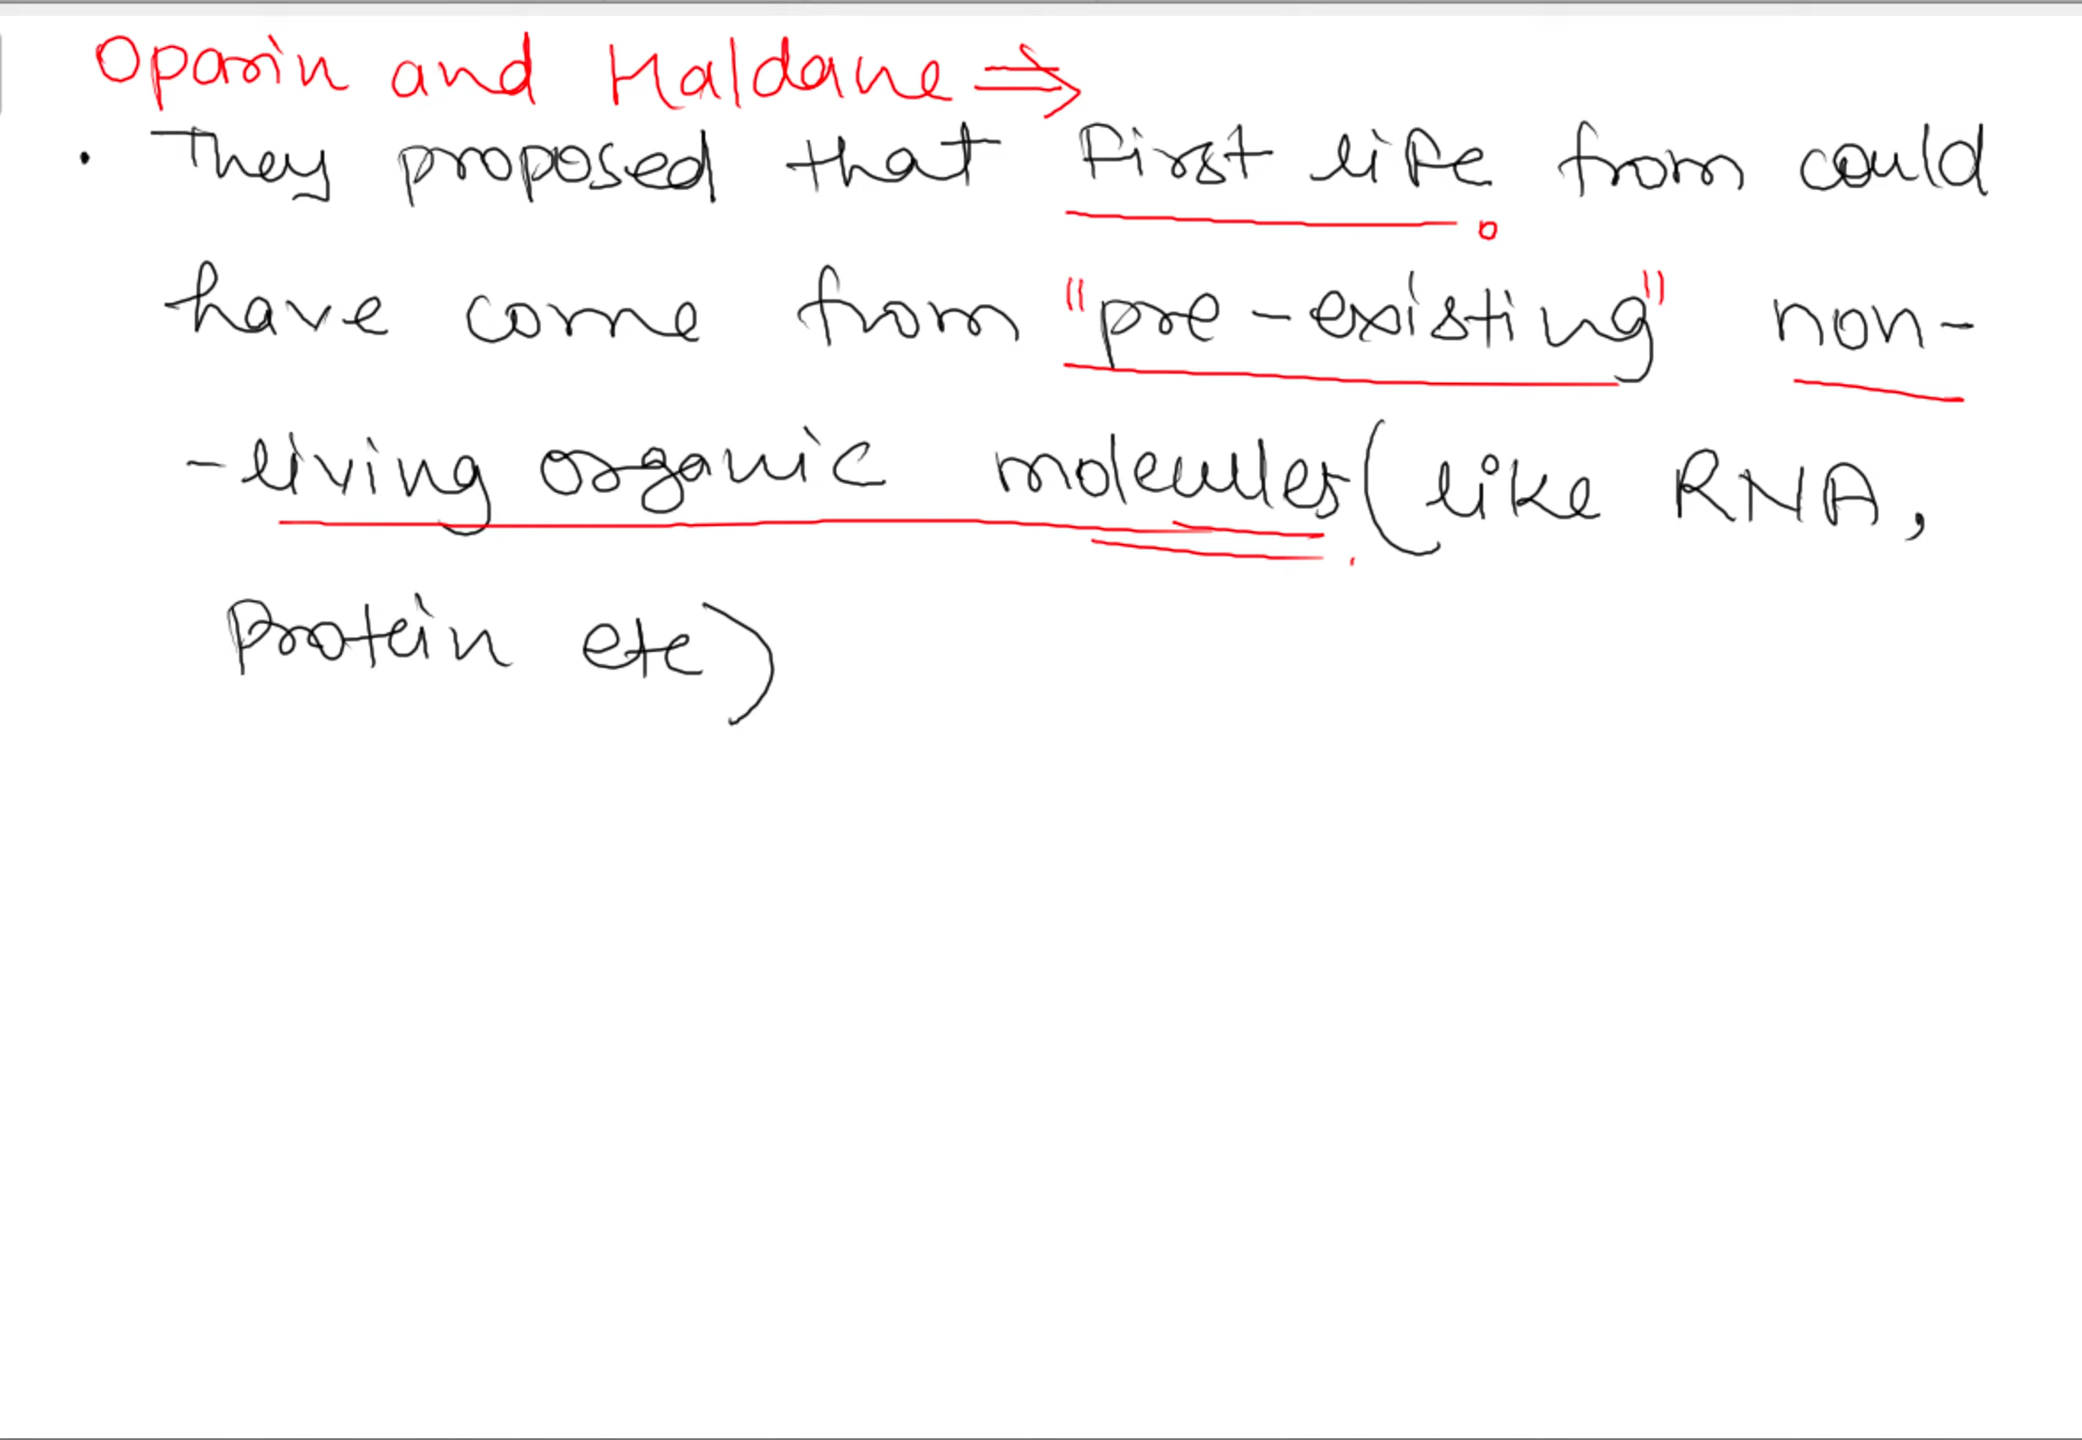 Oparin and Haldane ⇒
• They proposed that First life from could
have come from "pre-existing" non-
-living organic molecules (like RNA,
Protein etc)